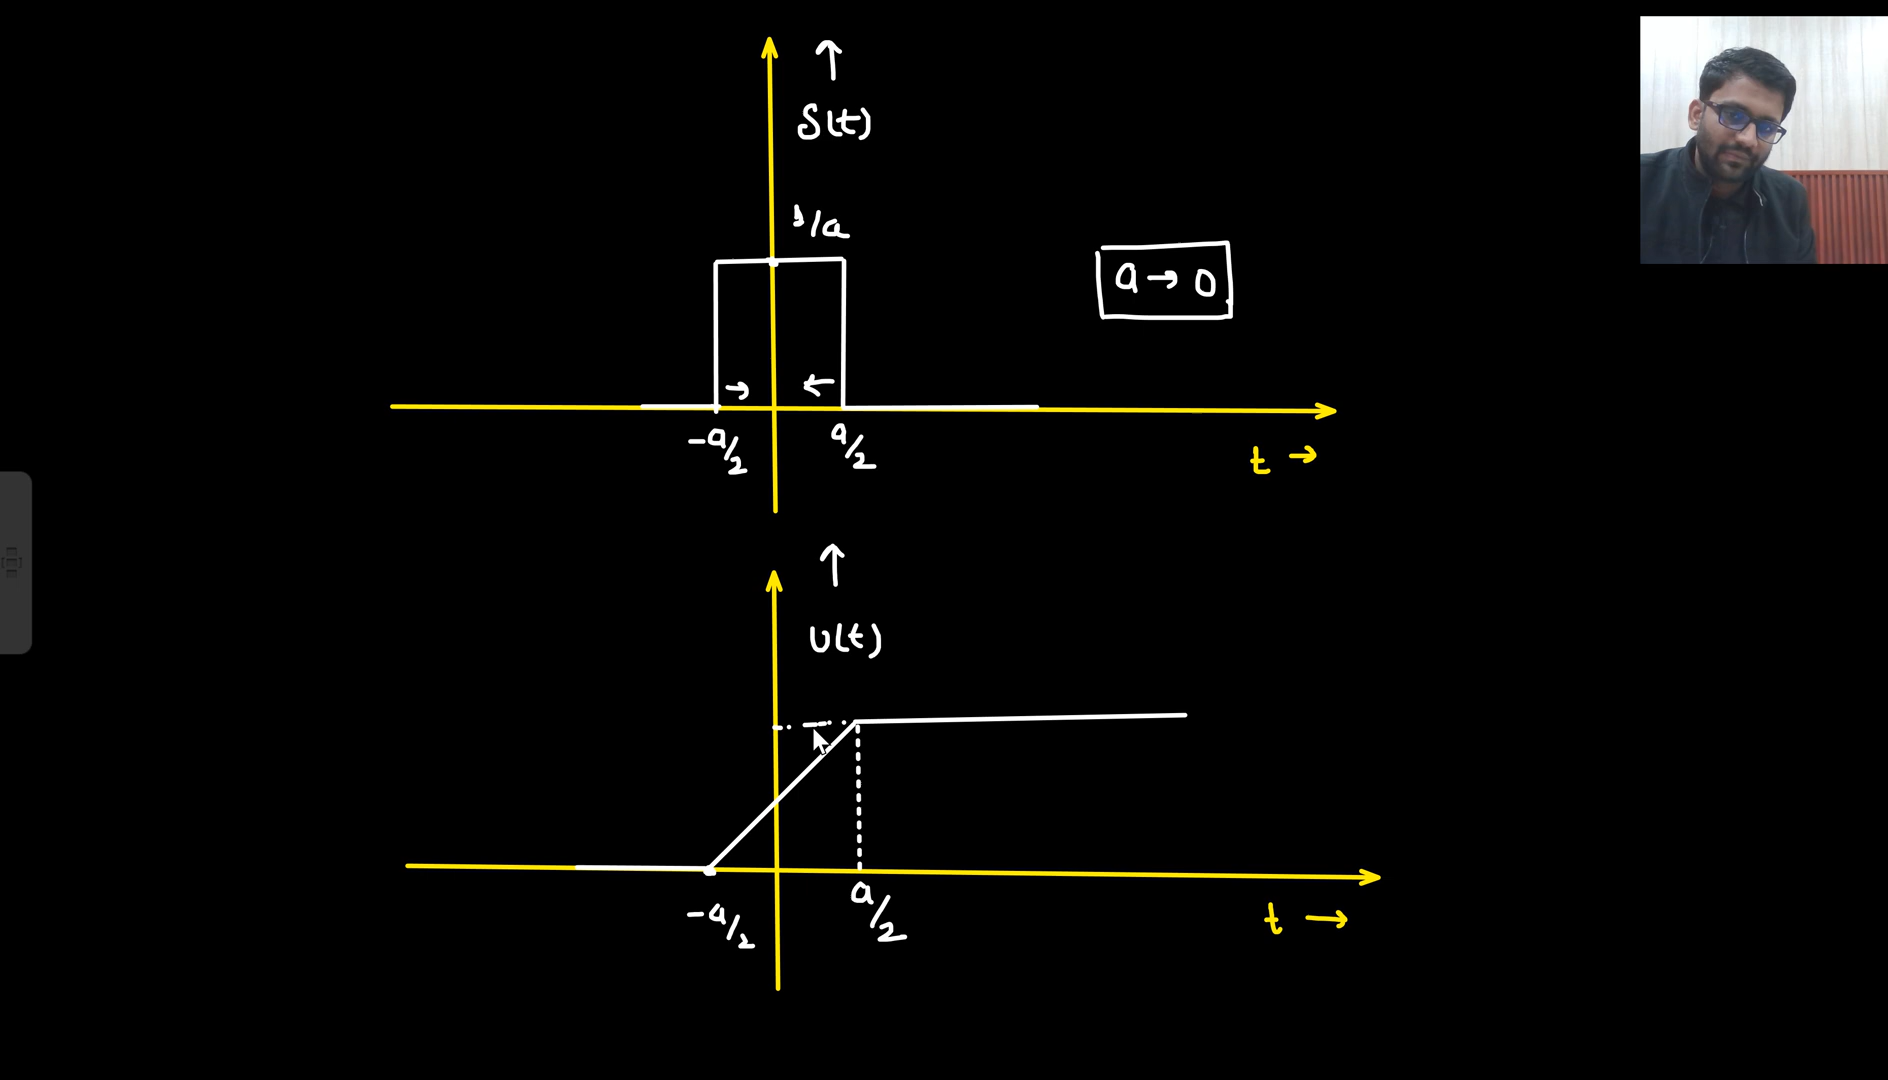 δ(t)
1/a
a → 0
-a/2
a/2
t →
u(t)
-a/2
a/2
t →